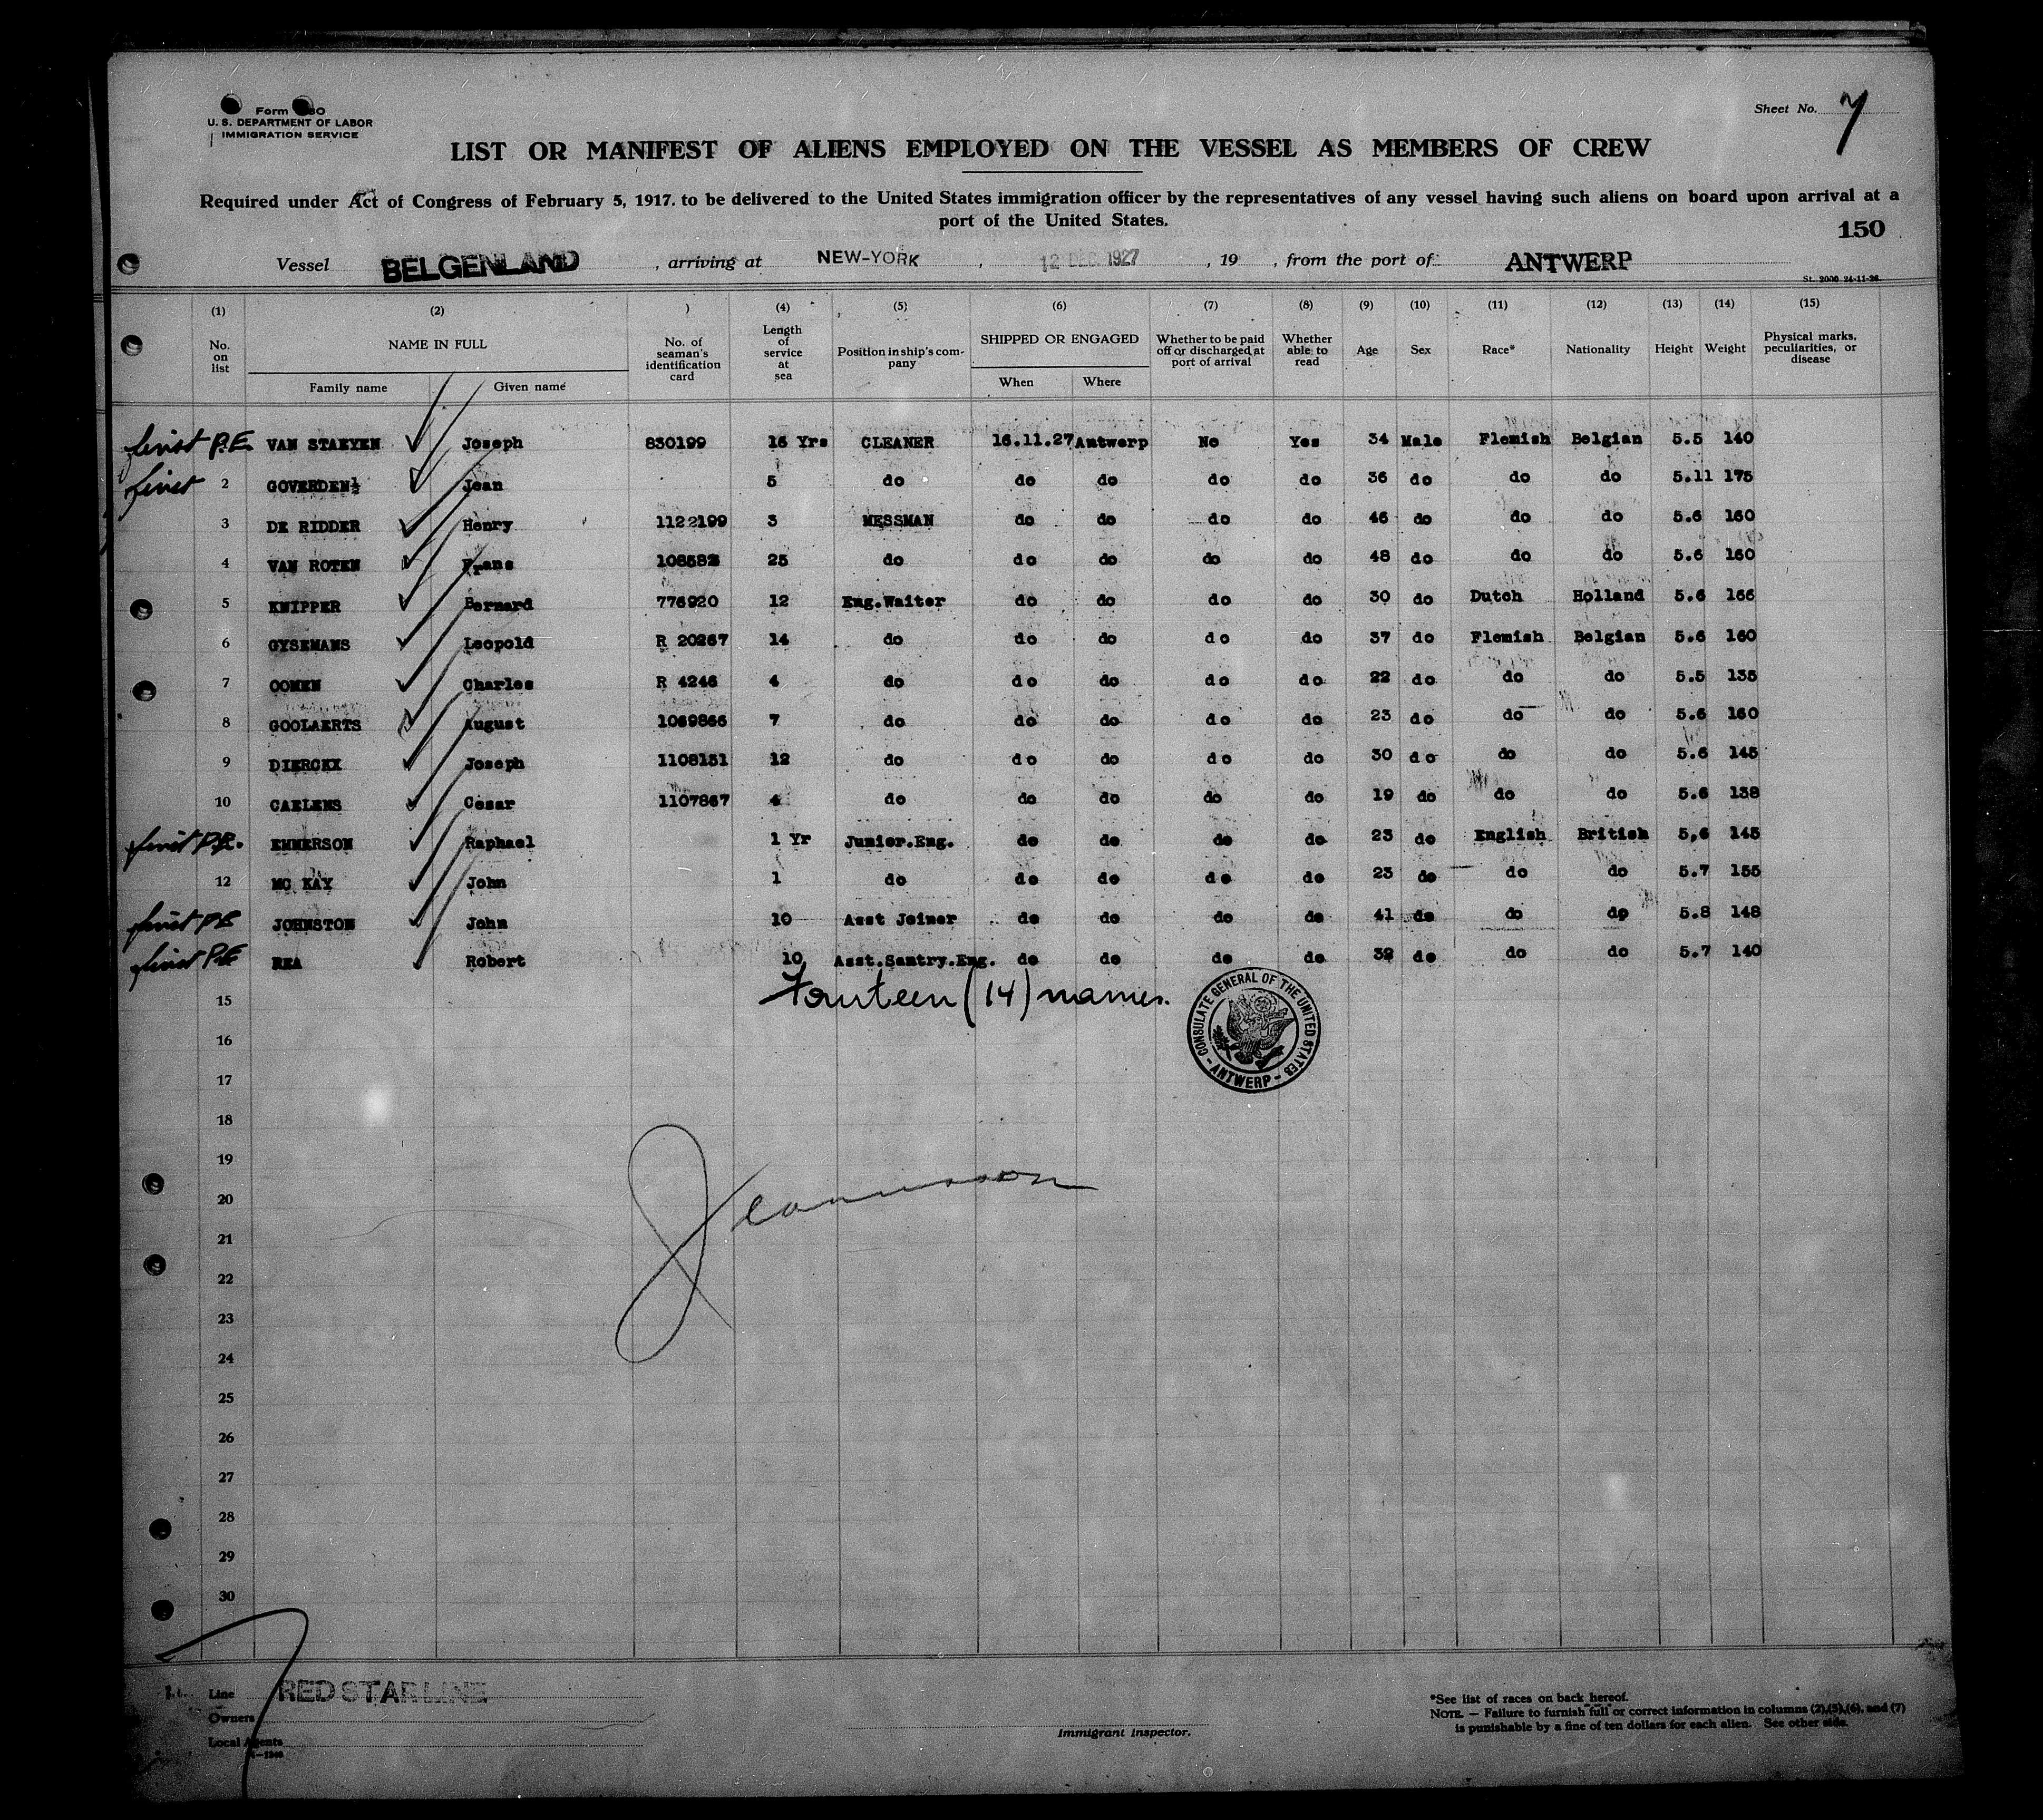 Form 680
U. S. DEPARTMENT OF LABOR
IMMIGRATION SERVICE
Sheet No. 7
LIST OR MANIFEST OF ALIENS EMPLOYED ON THE VESSEL AS MEMBERS OF CREW
Required under Act of Congress of February 5, 1917. to be delivered to the United States immigration officer by the representatives of any vessel having such aliens on board upon arrival at a
port of the United States.
150
Vessel BELGENLAND , arriving at NEW-YORK , 12 DEC. 1927 , 19 , from the port of ANTWERP
St. 2000 24-11-26
(1) (2) ) (4) (5) (6) (7) (8) (9) (10) (11) (12) (13) (14) (15)
No. on list NAME IN FULL Family name Given name No. of seaman's identification card Length of service at sea Position in ship's company SHIPPED OR ENGAGED When Where Whether to be paid off or discharged at port of arrival Whether able to read Age Sex Race* Nationality Height Weight Physical marks, peculiarities, or disease
first P.E. VAN STAEYEN Joseph 830199 16 Yrs CLEANER 16.11.27 Antwerp No Yes 34 Male Flemish Belgian 5.5 140
first 2 GOVERDEN½ Jean 5 do do do do do 36 do do do 5.11 175
3 DE RIDDER Henry 1122199 3 MESSMAN do do do do 46 do do do 5.6 160
4 VAN ROTEN Frans 108583 25 do do do do do 48 do do do 5.6 160
5 KNIPPER Bernard 776920 12 Eng.Waiter do do do do 30 do Dutch Holland 5.6 166
6 GYSEMANS Leopold R 20267 14 do do do do do 37 do Flemish Belgian 5.6 160
7 OOMEN Charles R 4246 4 do do do do do 22 do do do 5.5 135
8 GOOLAERTS August 1069866 7 do do do do do 23 do do do 5.6 160
9 DIERCKX Joseph 1108151 12 do do do do do 30 do do do 5.6 145
10 CAELENS Cesar 1107867 4 do do do do do 19 do do do 5.6 138
first P.E. EMMERSON Raphael 1 Yr Junior.Eng. do do do do 23 do English British 5,6 145
12 MC KAY John 1 do do do do do 23 do do do 5.7 155
first P.E JOHNSTON John 10 Asst Joiner do do do do 41 do do do 5.8 148
first P.E REA Robert 10 Asst.Santry.Eng. do do do do 32 do do do 5.7 140
Fourteen (14) names.
CONSULATE GENERAL OF THE UNITED STATES
- ANTWERP -
15
16
17
18
19
20
21
22
23
24
25
26
27
28
29
30
Line RED STAR LINE
Owners
Local Agents
Immigrant Inspector.
*See list of races on back hereof.
NOTE. — Failure to furnish full or correct information in columns (2),(5),(6), and (7)
is punishable by a fine of ten dollars for each alien. See other side.